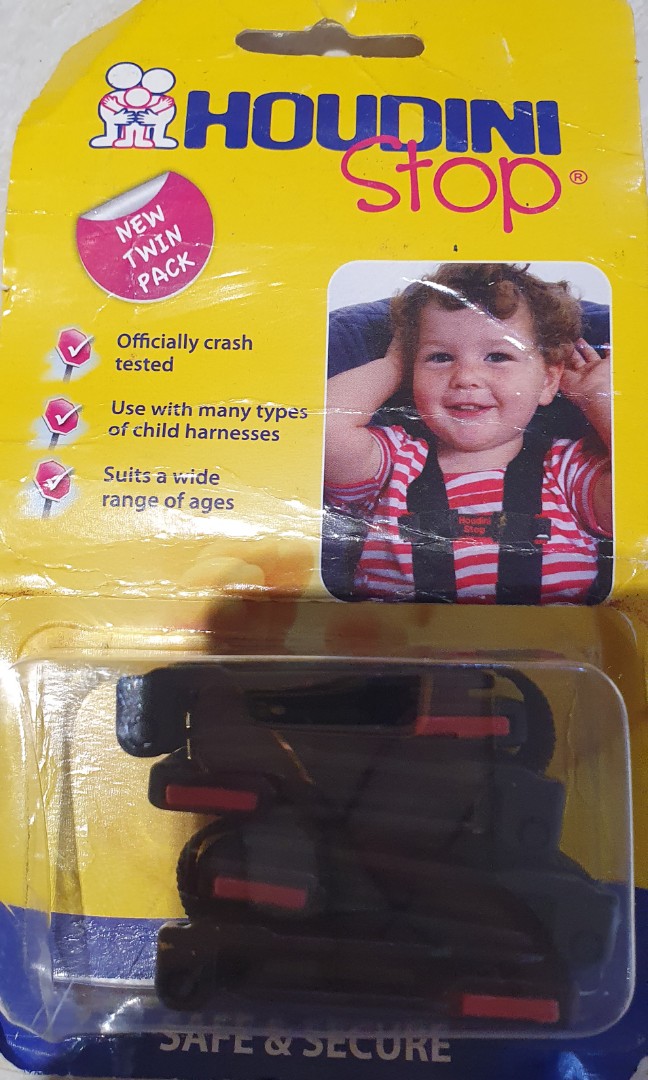 HOUDINI
Stop®
NEW
TWIN
PACK
Officially crash
tested
Use with many types
of child harnesses
Suits a wide
range of ages
Houdini
Stop
SAFE & SECURE